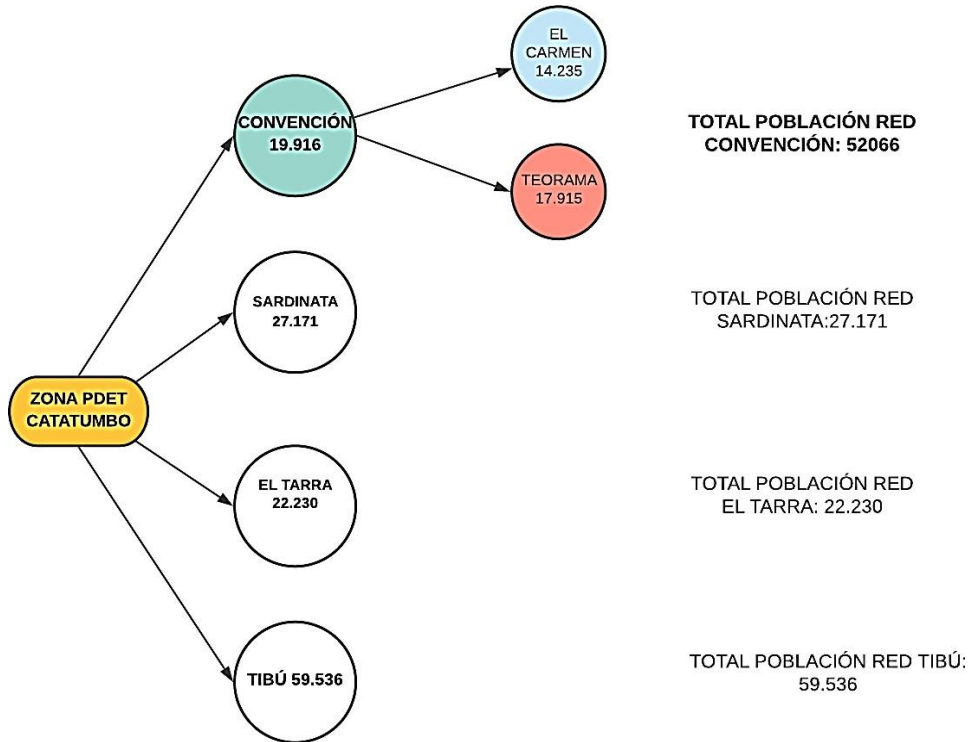 EL
CARMEN
14.235
CONVENCIÓN
19.916
TOTAL POBLACIÓN RED
CONVENCIÓN: 52066
TEORAMA
17.915
SARDINATA
27.171
TOTAL POBLACIÓN RED
SARDINATA:27.171
ZONA PDET
CATATUMBO
EL TARRA
22.230
TOTAL POBLACIÓN RED
EL TARRA: 22.230
TIBÚ 59.536
TOTAL POBLACIÓN RED TIBÚ:
59.536